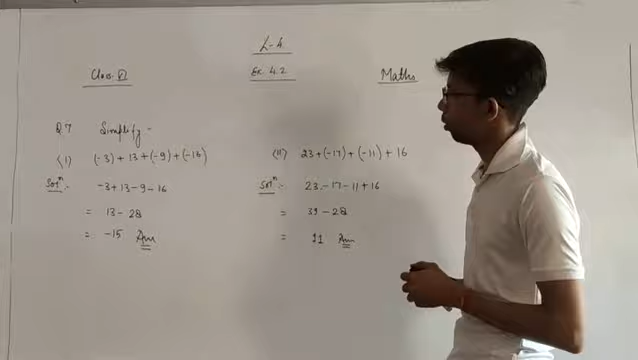 L-4
Class VI Ex. 4.2 Maths
Q.7 Simplify -
(I) (-3) + 13 + (-9) + (-16)
Solⁿ :- -3+13-9-16
= 13 - 28
= -15 Ans
(II) 23 + (-17) + (-11) + 16
Solⁿ :- 23-17-11+16
= 39 - 28
= 11 Ans